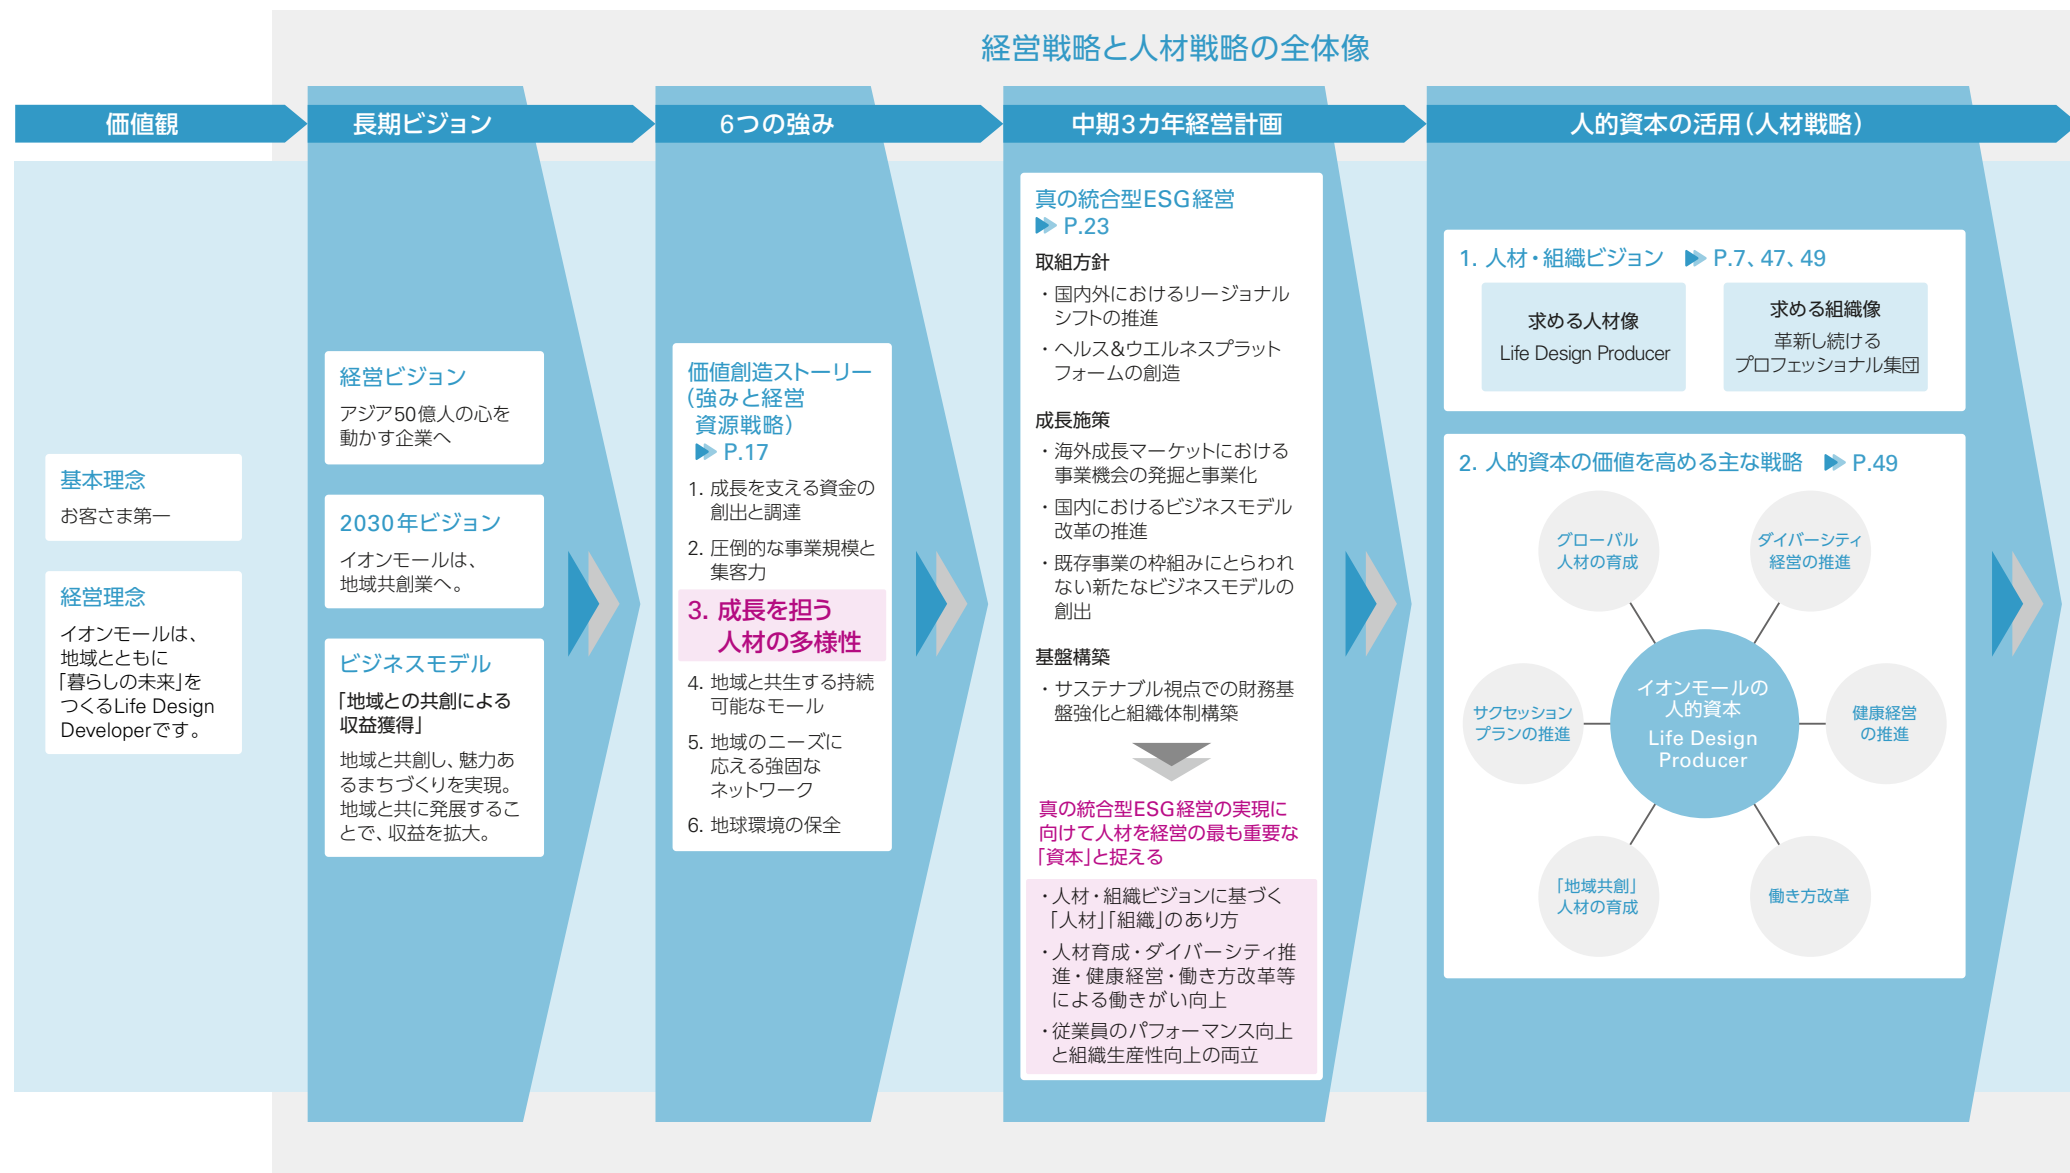 経営戦略と人材戦略の全体像
価値観
基本理念
お客さま第一
経営理念
イオンモールは、
地域とともに
「暮らしの未来」を
つくるLife Design
Developerです。
長期ビジョン
経営ビジョン
アジア50億人の心を
動かす企業へ
2030年ビジョン
イオンモールは、
地域共創業へ。
ビジネスモデル
「地域との共創による
収益獲得」
地域と共創し、魅力あ
るまちづくりを実現。
地域と共に発展するこ
とで、収益を拡大。
6つの強み
価値創造ストーリー
（強みと経営
資源戦略）
P.17
1. 成長を支える資金の
創出と調達
2. 圧倒的な事業規模と
集客力
3. 成長を担う
人材の多様性
4. 地域と共生する持続
可能なモール
5. 地域のニーズに
応える強固な
ネットワーク
6. 地球環境の保全
中期3カ年経営計画
真の統合型ESG経営
P.23
取組方針
・国内外におけるリージョナル
シフトの推進
・ヘルス&ウエルネスプラット
フォームの創造
成長施策
・海外成長マーケットにおける
事業機会の発掘と事業化
・国内におけるビジネスモデル
改革の推進
・既存事業の枠組みにとらわれ
ない新たなビジネスモデルの
創出
基盤構築
・サステナブル視点での財務基
盤強化と組織体制構築
真の統合型ESG経営の実現に
向けて人材を経営の最も重要な
「資本」と捉える
・人材・組織ビジョンに基づく
「人材」「組織」のあり方
・人材育成・ダイバーシティ推
進・健康経営・働き方改革等
による働きがい向上
・従業員のパフォーマンス向上
と組織生産性向上の両立
人的資本の活用（人材戦略）
1. 人材・組織ビジョン P.7、47、49
求める人材像
Life Design Producer
求める組織像
革新し続ける
プロフェッショナル集団
2. 人的資本の価値を高める主な戦略 P.49
グローバル
人材の育成
ダイバーシティ
経営の推進
サクセッション
プランの推進
イオンモールの
人的資本
Life Design
Producer
健康経営
の推進
「地域共創」
人材の育成
働き方改革